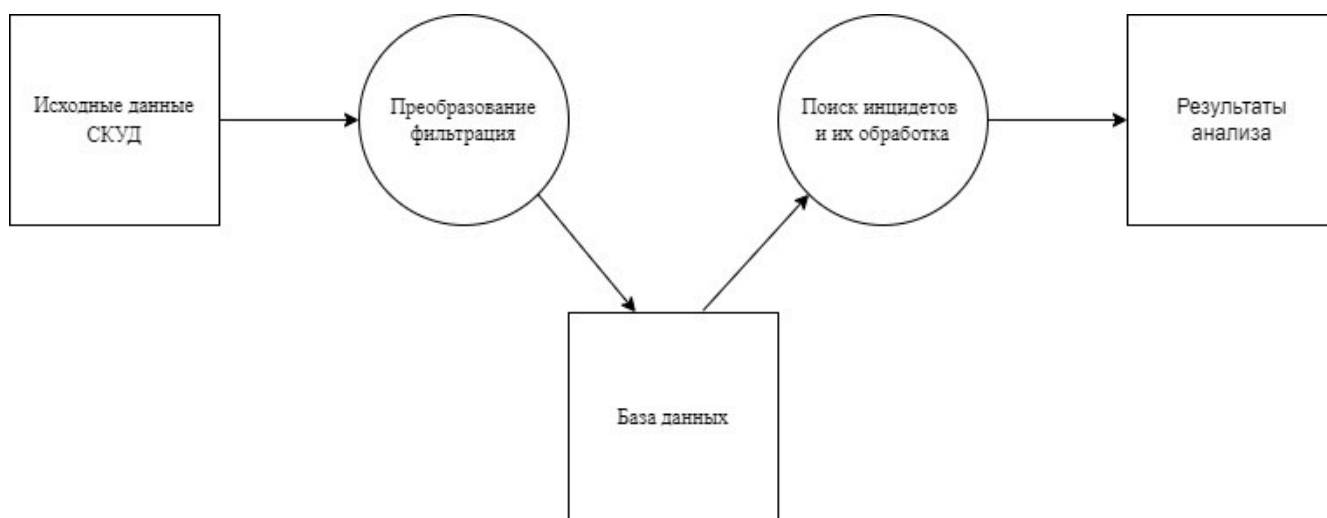 Исходные данные
СКУД
Преобразование
фильтрация
Поиск инцидетов
и их обработка
Результаты
анализа
База данных